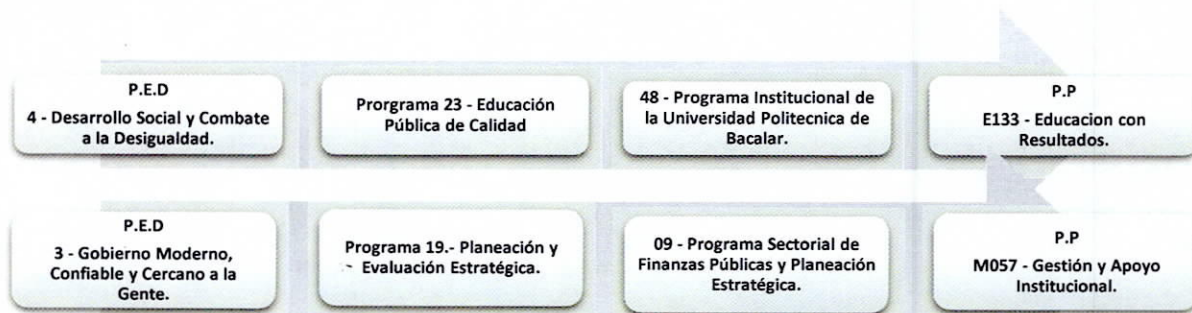 P.E.D
4 - Desarrollo Social y Combate
a la Desigualdad.
Prorgrama 23 - Educación
Pública de Calidad
48 - Programa Institucional de
la Universidad Politecnica de
Bacalar.
P.P
E133 - Educacion con
Resultados.
P.E.D
3 - Gobierno Moderno,
Confiable y Cercano a la
Gente.
Programa 19.- Planeación y
Evaluación Estratégica.
09 - Programa Sectorial de
Finanzas Públicas y Planeación
Estratégica.
P.P
M057 - Gestión y Apoyo
Institucional.